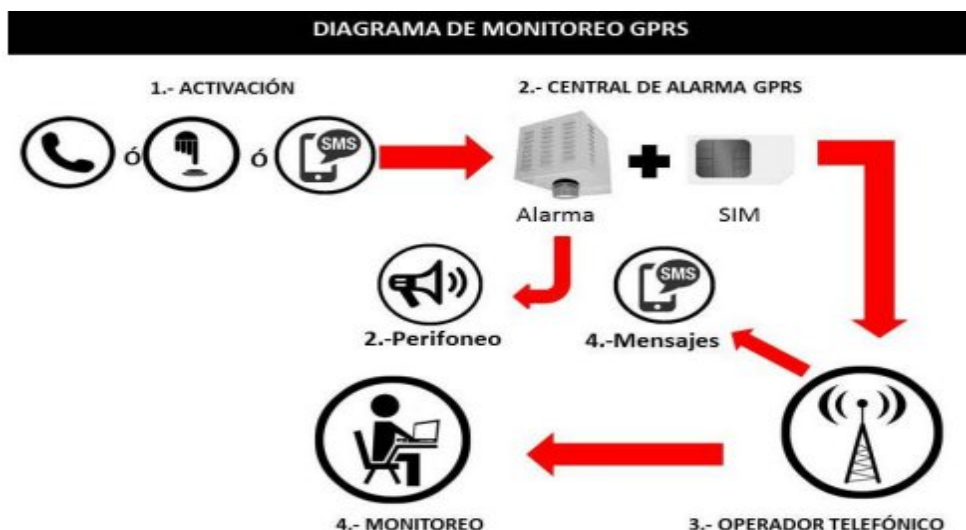 DIAGRAMA DE MONITOREO GPRS
1.- ACTIVACIÓN
2.- CENTRAL DE ALARMA GPRS
ó
ó
SMS
Alarma
SIM
SMS
2.-Perifoneo
4.-Mensajes
4.- MONITOREO
3.- OPERADOR TELEFÓNICO